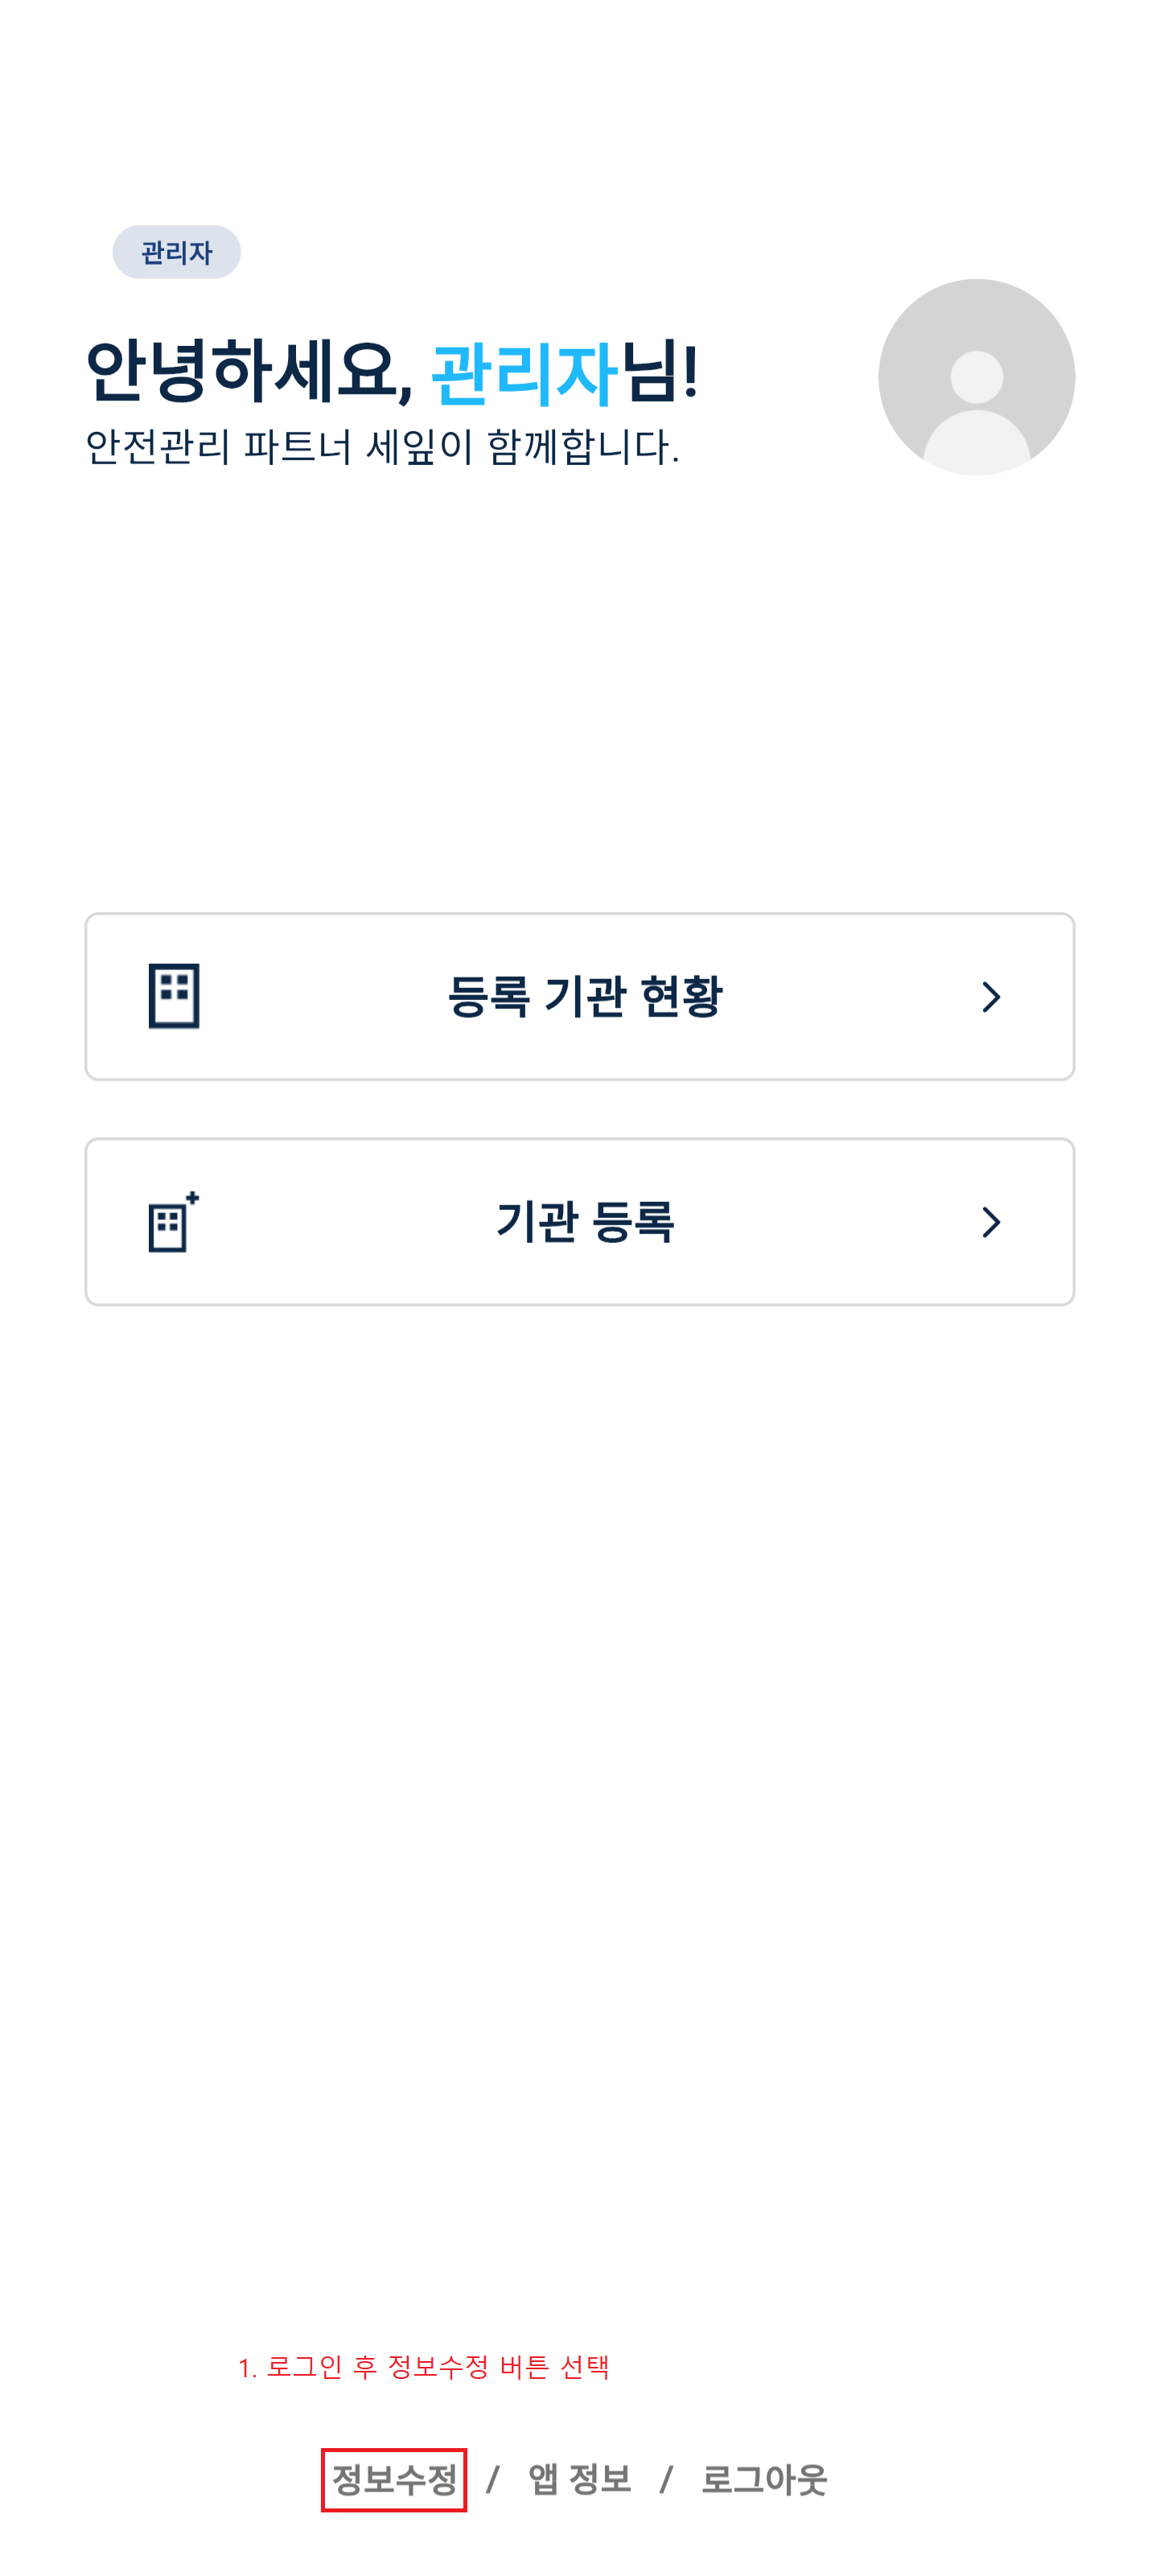 관리자
안녕하세요, 관리자님!
안전관리 파트너 세잎이 함께합니다.
등록 기관 현황
기관 등록
1. 로그인 후 정보수정 버튼 선택
정보수정 / 앱 정보 / 로그아웃